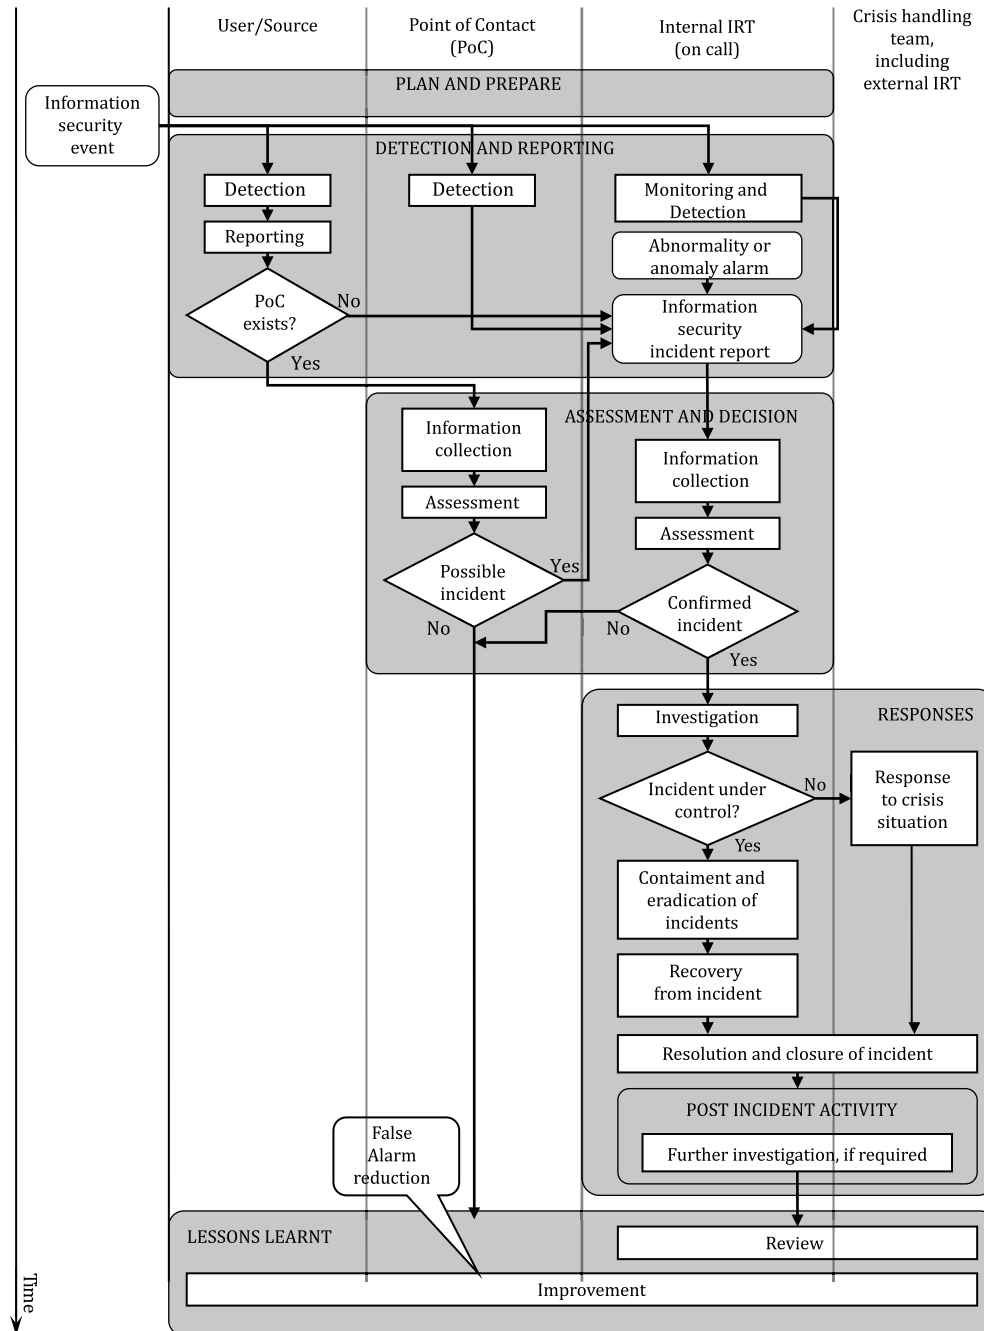 User/Source
Point of Contact
(PoC)
Internal IRT
(on call)
Crisis handling
team,
including
external IRT
PLAN AND PREPARE
Information
security
event
DETECTION AND REPORTING
Detection
Detection
Monitoring and
Detection
Reporting
Abnormality or
anomaly alarm
PoC
exists?
No
Yes
Information
security
incident report
ASSESSMENT AND DECISION
Information
collection
Information
collection
Assessment
Assessment
Possible
incident
Yes
No
Confirmed
incident
No
Yes
RESPONSES
Investigation
Incident under
control?
No
Yes
Response
to crisis
situation
Contaiment and
eradication of
incidents
Recovery
from incident
Resolution and closure of incident
POST INCIDENT ACTIVITY
Further investigation, if required
False
Alarm
reduction
LESSONS LEARNT
Review
Improvement
Time